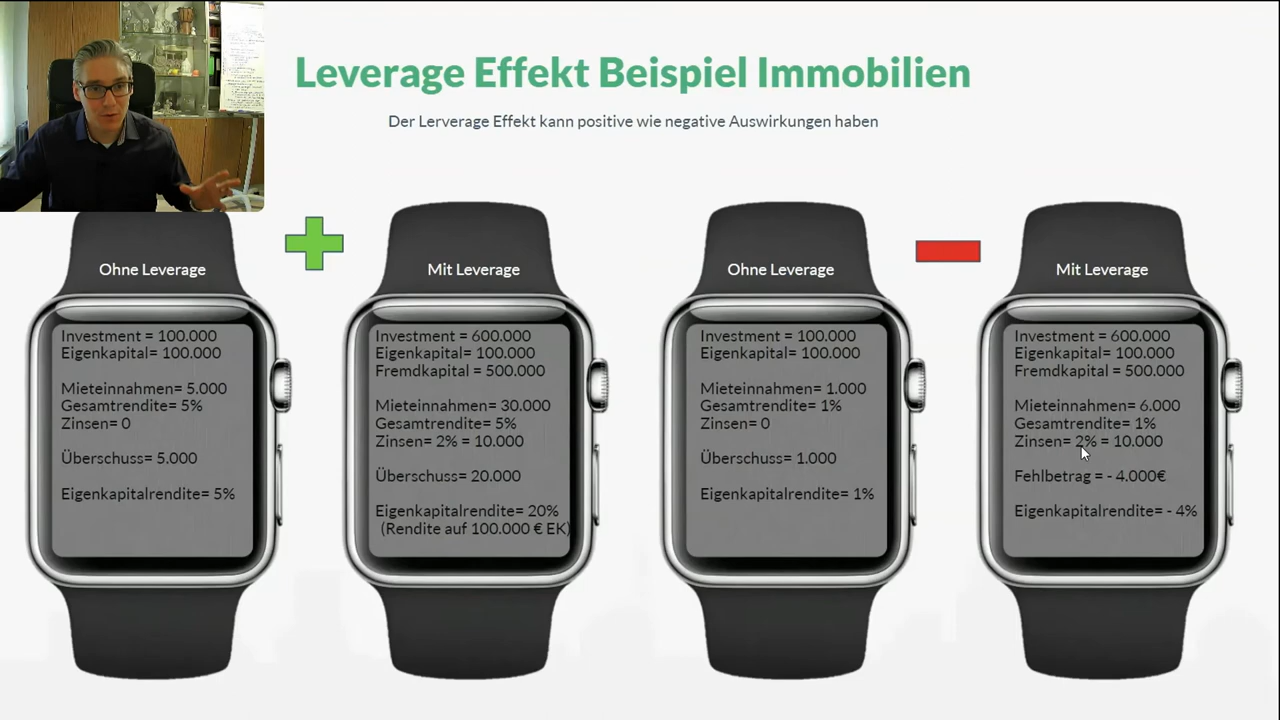 Leverage Effekt Beispiel Immobilien
Der Lerverage Effekt kann positive wie negative Auswirkungen haben
Ohne Leverage
Investment = 100.000
Eigenkapital= 100.000
Mieteinnahmen= 5.000
Gesamtrendite= 5%
Zinsen= 0
Überschuss= 5.000
Eigenkapitalrendite= 5%
Mit Leverage
Investment = 600.000
Eigenkapital= 100.000
Fremdkapital = 500.000
Mieteinnahmen= 30.000
Gesamtrendite= 5%
Zinsen= 2% = 10.000
Überschuss= 20.000
Eigenkapitalrendite= 20%
(Rendite auf 100.000 € EK)
Ohne Leverage
Investment = 100.000
Eigenkapital= 100.000
Mieteinnahmen= 1.000
Gesamtrendite= 1%
Zinsen= 0
Überschuss= 1.000
Eigenkapitalrendite= 1%
Mit Leverage
Investment = 600.000
Eigenkapital= 100.000
Fremdkapital = 500.000
Mieteinnahmen= 6.000
Gesamtrendite= 1%
Zinsen= 2% = 10.000
Fehlbetrag = - 4.000€
Eigenkapitalrendite= - 4%